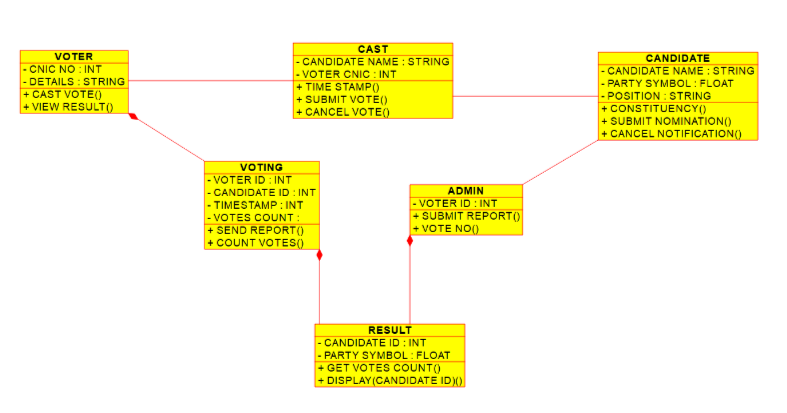 VOTER
- CNIC NO : INT
- DETAILS : STRING
+ CAST VOTE()
+ VIEW RESULT()
CAST
- CANDIDATE NAME : STRING
- VOTER CNIC : INT
+ TIME STAMP()
+ SUBMIT VOTE()
+ CANCEL VOTE()
CANDIDATE
- CANDIDATE NAME : STRING
- PARTY SYMBOL : FLOAT
- POSITION : STRING
+ CONSTITUENCY()
+ SUBMIT NOMINATION()
+ CANCEL NOTIFICATION()
VOTING
- VOTER ID : INT
- CANDIDATE ID : INT
- TIMESTAMP : INT
- VOTES COUNT :
+ SEND REPORT()
+ COUNT VOTES()
ADMIN
- VOTER ID : INT
+ SUBMIT REPORT()
+ VOTE NO()
RESULT
- CANDIDATE ID : INT
- PARTY SYMBOL : FLOAT
+ GET VOTES COUNT()
+ DISPLAY(CANDIDATE ID)()